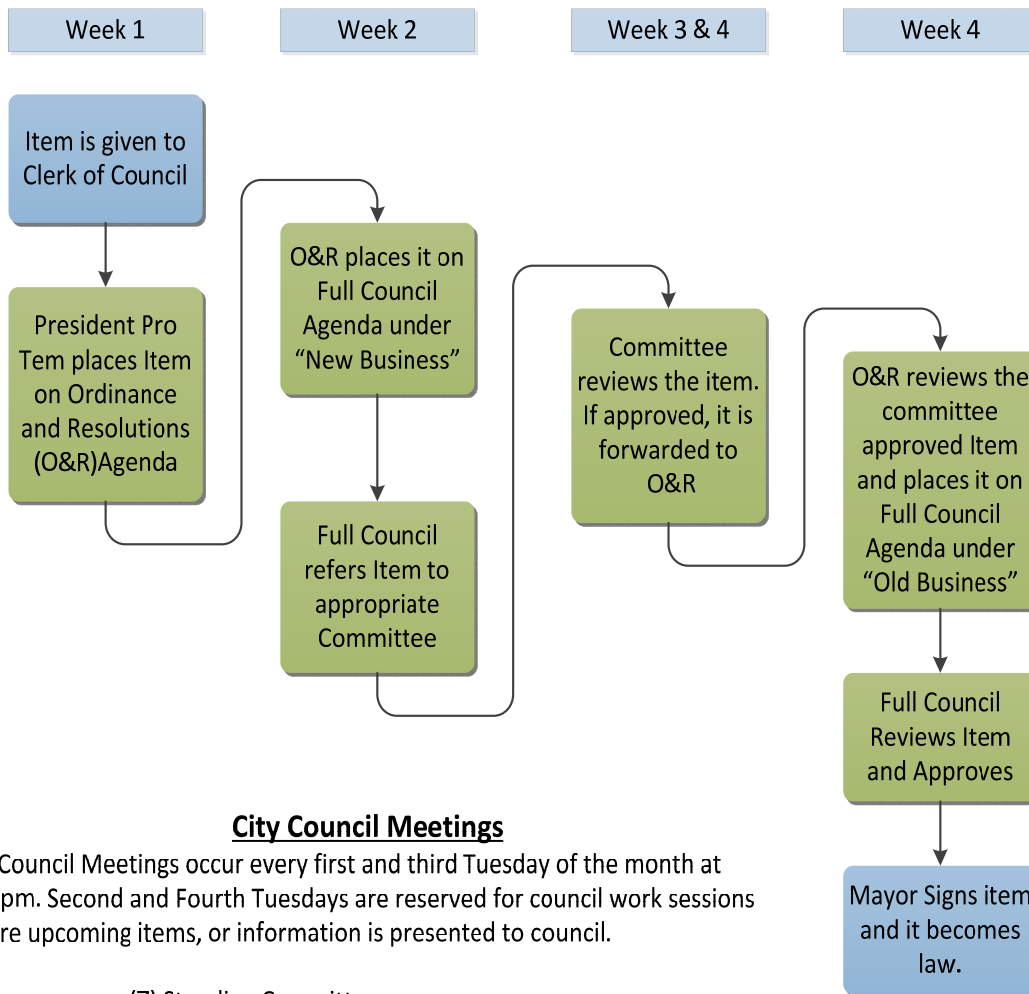 Week 1
Week 2
Week 3 & 4
Week 4
Item is given to
Clerk of Council
President Pro
Tem places Item
on Ordinance
and Resolutions
(O&R)Agenda
O&R places it on
Full Council
Agenda under
“New Business”
Full Council
refers Item to
appropriate
Committee
Committee
reviews the item.
If approved, it is
forwarded to
O&R
O&R reviews the
committee
approved Item
and places it on
Full Council
Agenda under
“Old Business”
Full Council
Reviews Item
and Approves
Mayor Signs item
and it becomes
law.
City Council Meetings
Council Meetings occur every first and third Tuesday of the month at
pm. Second and Fourth Tuesdays are reserved for council work sessions
re upcoming items, or information is presented to council.
(7) Standing